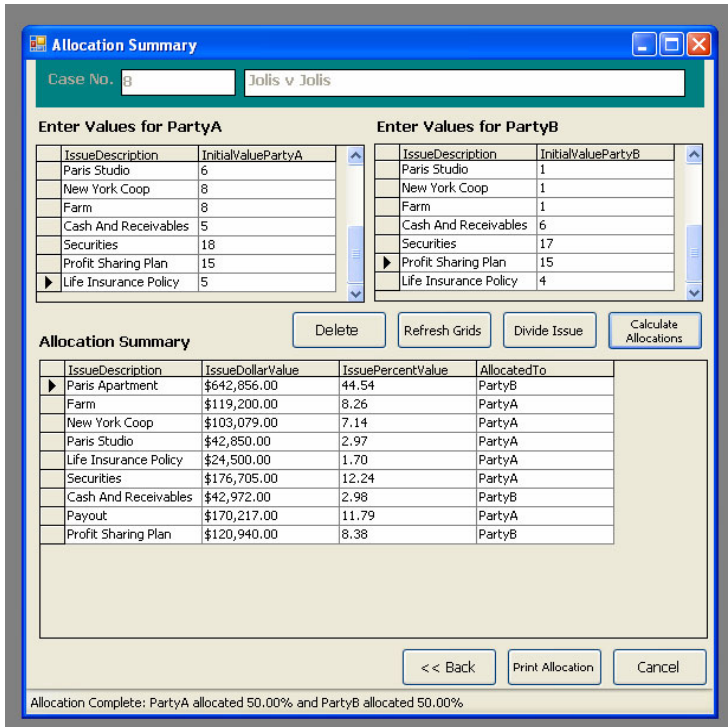 Allocation Summary
Case No. 8 Jolis v Jolis
Enter Values for PartyA
IssueDescription InitialValuePartyA
Paris Studio 6
New York Coop 8
Farm 8
Cash And Receivables 5
Securities 18
Profit Sharing Plan 15
Life Insurance Policy 5
Enter Values for PartyB
IssueDescription InitialValuePartyB
Paris Studio 1
New York Coop 1
Farm 1
Cash And Receivables 6
Securities 17
Profit Sharing Plan 15
Life Insurance Policy 4
Delete Refresh Grids Divide Issue Calculate
Allocations
Allocation Summary
IssueDescription IssueDollarValue IssuePercentValue AllocatedTo
Paris Apartment $642,856.00 44.54 PartyB
Farm $119,200.00 8.26 PartyA
New York Coop $103,079.00 7.14 PartyA
Paris Studio $42,850.00 2.97 PartyA
Life Insurance Policy $24,500.00 1.70 PartyA
Securities $176,705.00 12.24 PartyA
Cash And Receivables $42,972.00 2.98 PartyB
Payout $170,217.00 11.79 PartyA
Profit Sharing Plan $120,940.00 8.38 PartyB
<< Back Print Allocation Cancel
Allocation Complete: PartyA allocated 50.00% and PartyB allocated 50.00%